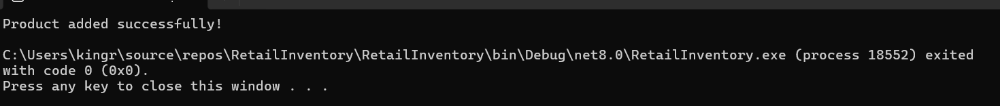 Product added successfully!
C:\Users\kingr\source\repos\RetailInventory\RetailInventory\bin\Debug\net8.0\RetailInventory.exe (process 18552) exited
with code 0 (0x0).
Press any key to close this window . . .